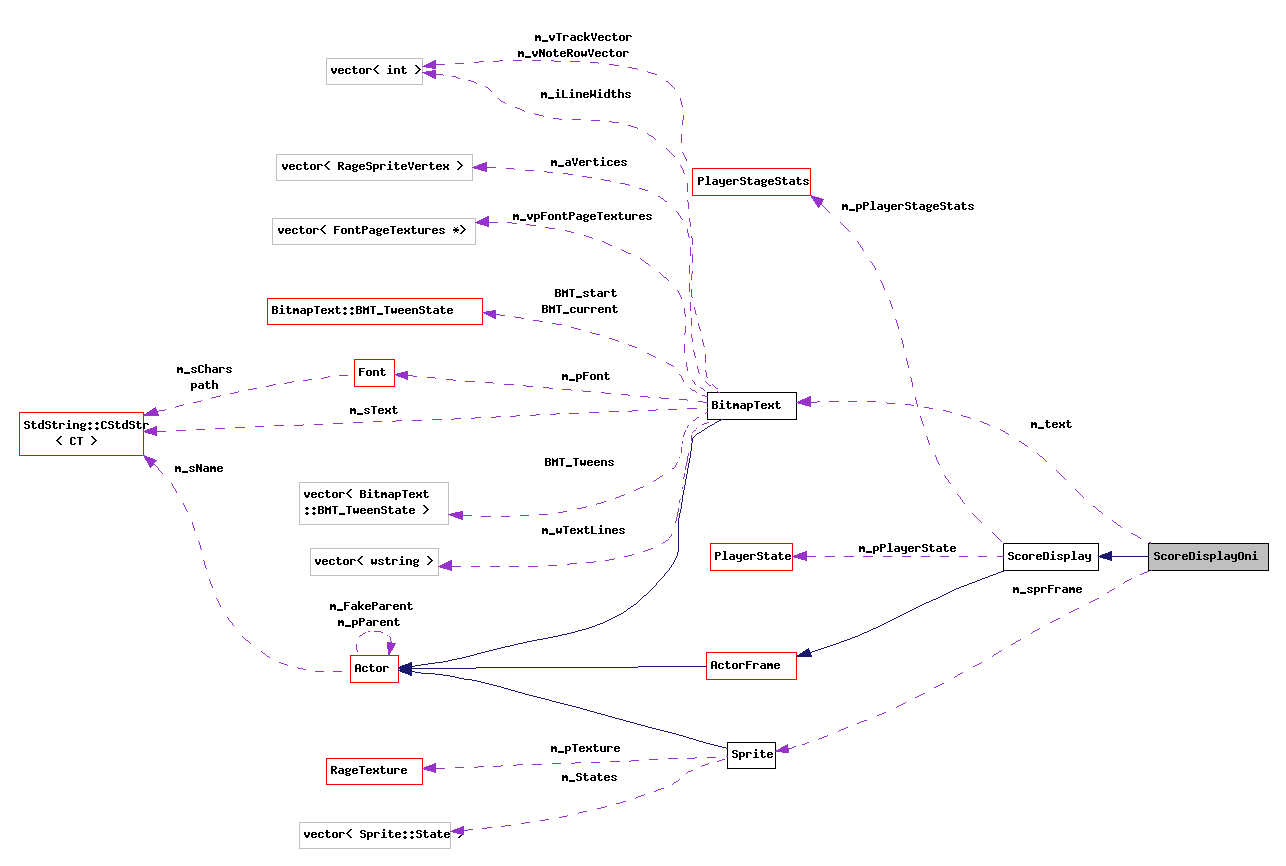 m_vTrackVector
m_vNoteRowVector
vector< int >
m_iLineWidths
m_aVertices
vector< RageSpriteVertex >
PlayerStageStats
m_pPlayerStageStats
m_vpFontPageTextures
vector< FontPageTextures *>
BMT_start
BMT_current
BitmapText::BMT_TweenState
m_sChars
path
Font
m_pFont
BitmapText
m_sText
StdString::CStdStr
< CT >
m_text
m_sName
BMT_Tweens
vector< BitmapText
::BMT_TweenState >
m_wTextLines
vector< wstring >
PlayerState
m_pPlayerState
ScoreDisplay
ScoreDisplayOni
m_sprFrame
m_FakeParent
m_pParent
Actor
ActorFrame
m_pTexture
Sprite
RageTexture
m_States
vector< Sprite::State >